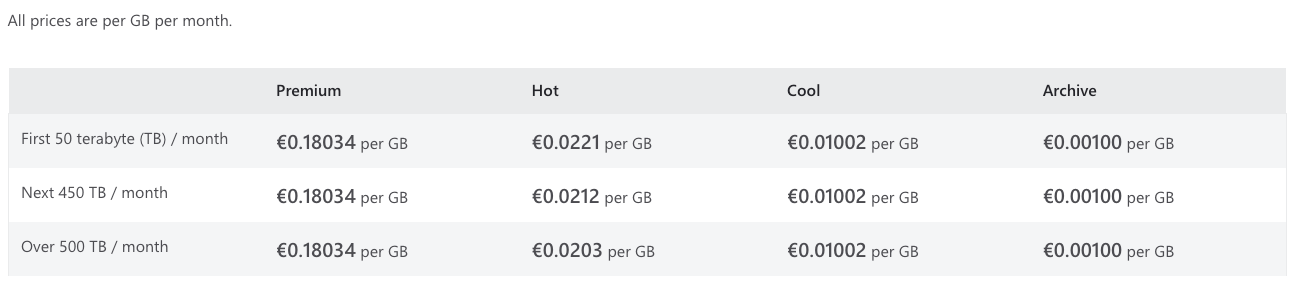 All prices are per GB per month.
Premium Hot Cool Archive
First 50 terabyte (TB) / month €0.18034 per GB €0.0221 per GB €0.01002 per GB €0.00100 per GB
Next 450 TB / month €0.18034 per GB €0.0212 per GB €0.01002 per GB €0.00100 per GB
Over 500 TB / month €0.18034 per GB €0.0203 per GB €0.01002 per GB €0.00100 per GB